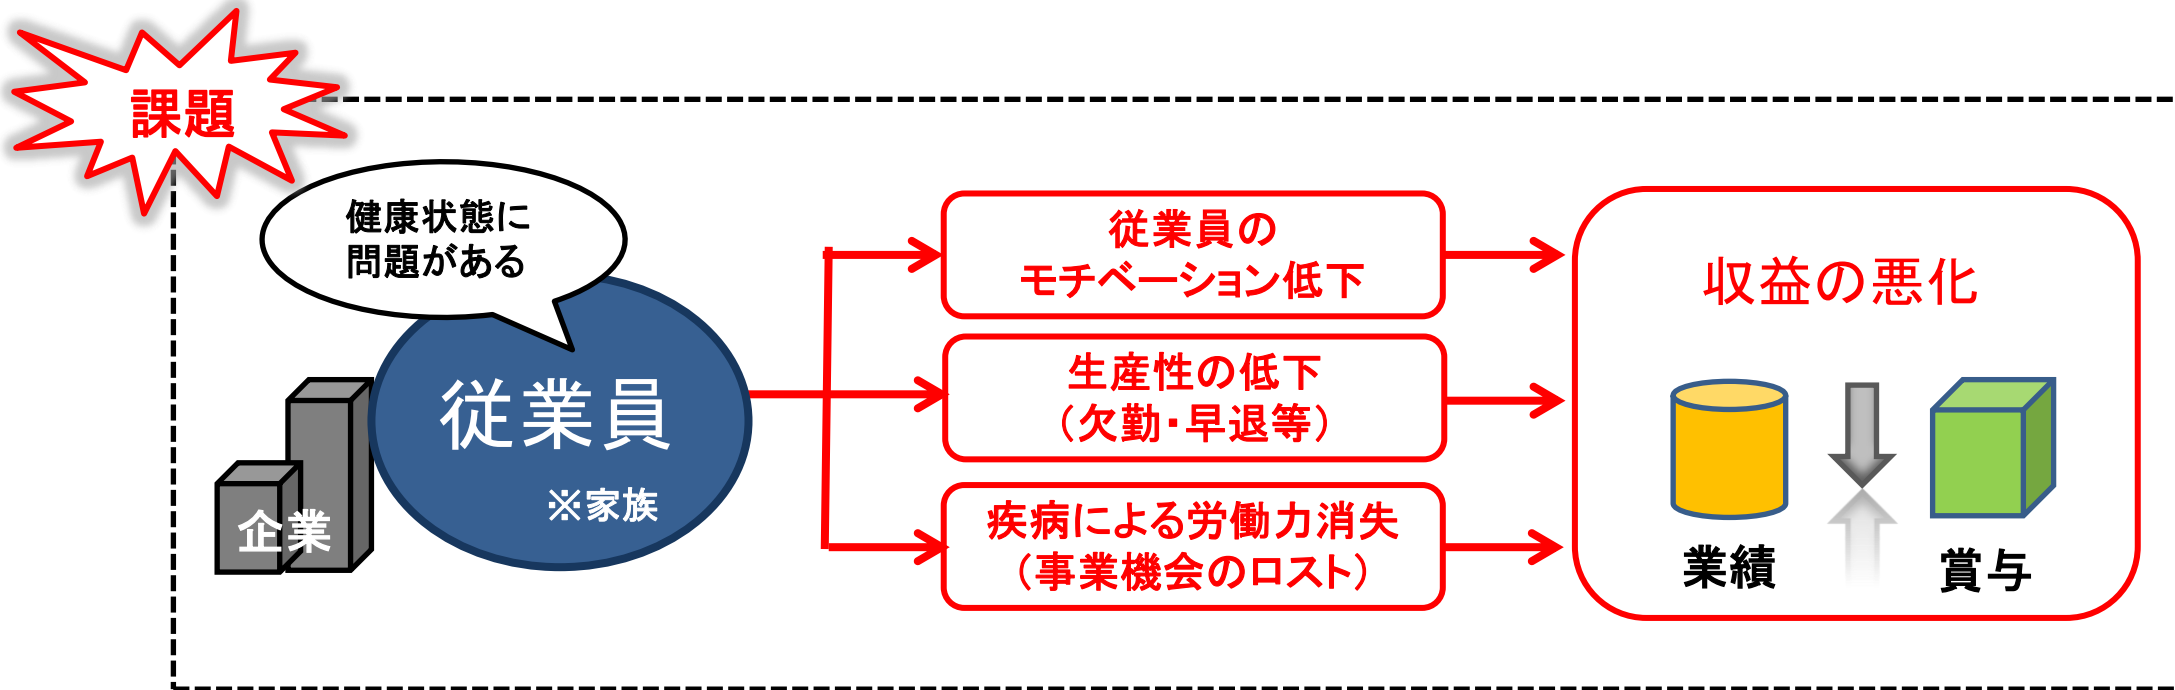 課題
健康状態に
問題がある
従業員
※家族
企業
従業員の
モチベーション低下
生産性の低下
（欠勤・早退等）
疾病による労働力消失
（事業機会のロスト）
収益の悪化
業績
賞与